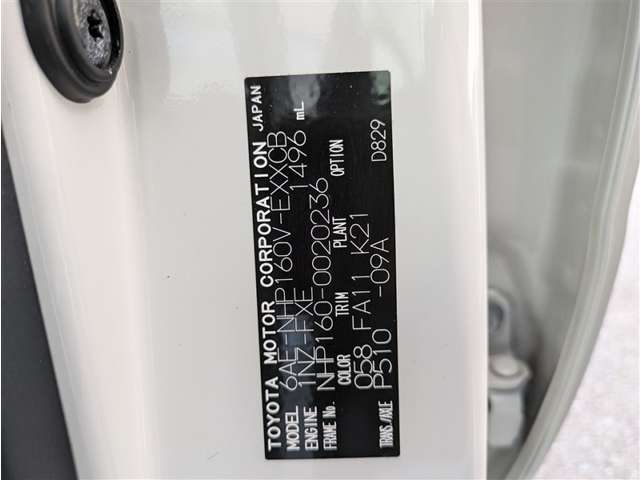 TOYOTA MOTOR CORPORATION JAPAN
MODEL 6AE-NHP160V-EXXCB
ENGINE 1NZ-FXE 1496 mL
FRAME No. NHP160-0020236
COLOR TRIM PLANT OPTION
058 FA11 K21
TRANS/AXLE P510 -09A D829